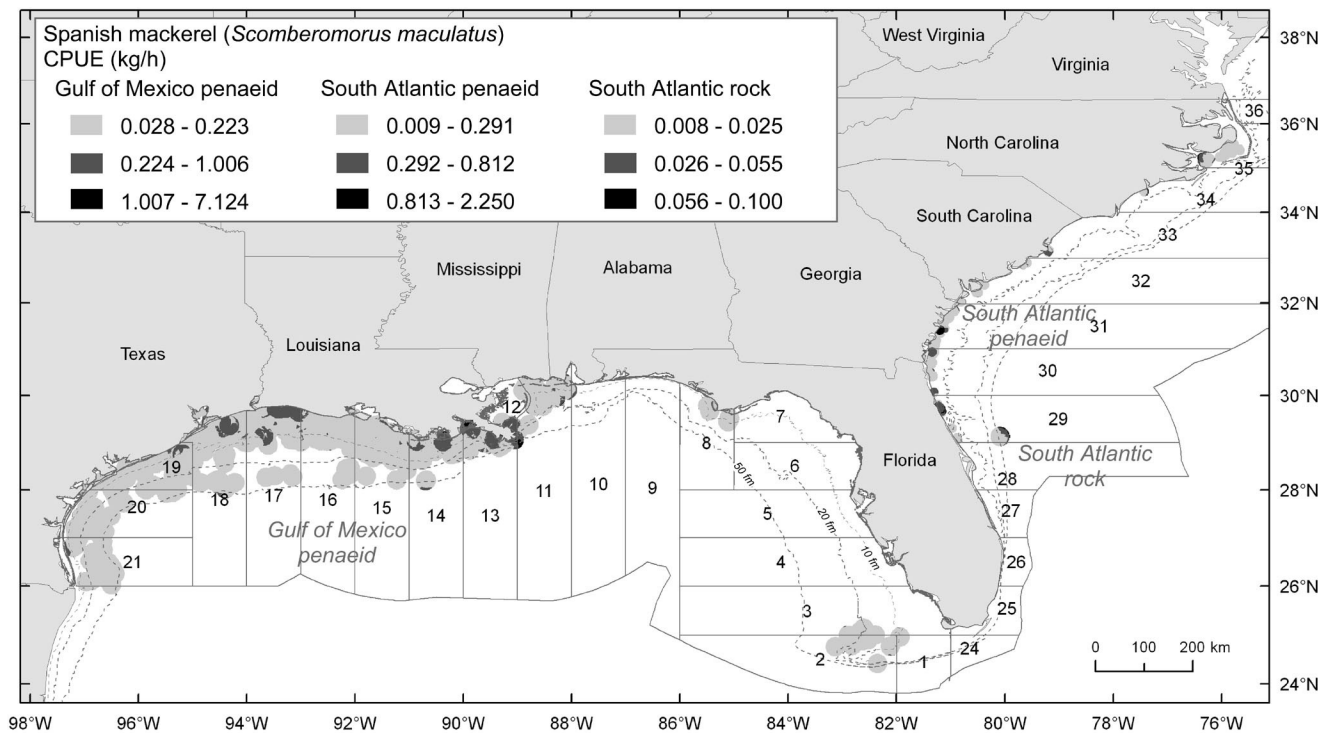 Spanish mackerel (Scomberomorus maculatus)
CPUE (kg/h)
Gulf of Mexico penaeid South Atlantic penaeid South Atlantic rock
0.028 - 0.223 0.009 - 0.291 0.008 - 0.025
0.224 - 1.006 0.292 - 0.812 0.026 - 0.055
1.007 - 7.124 0.813 - 2.250 0.056 - 0.100
West Virginia
Virginia
North Carolina
South Carolina
Mississippi
Alabama
Georgia
Texas
Louisiana
Florida
South Atlantic
penaeid
South Atlantic
rock
Gulf of Mexico
penaeid
36
35
34
33
32
31
30
29
28
27
26
25
24
1
2
3
4
5
6
7
8
9
10
11
12
13
14
15
16
17
18
19
20
21
50 fm
20 fm
10 fm
0 100 200 km
38°N
36°N
34°N
32°N
30°N
28°N
26°N
24°N
98°W 96°W 94°W 92°W 90°W 88°W 86°W 84°W 82°W 80°W 78°W 76°W